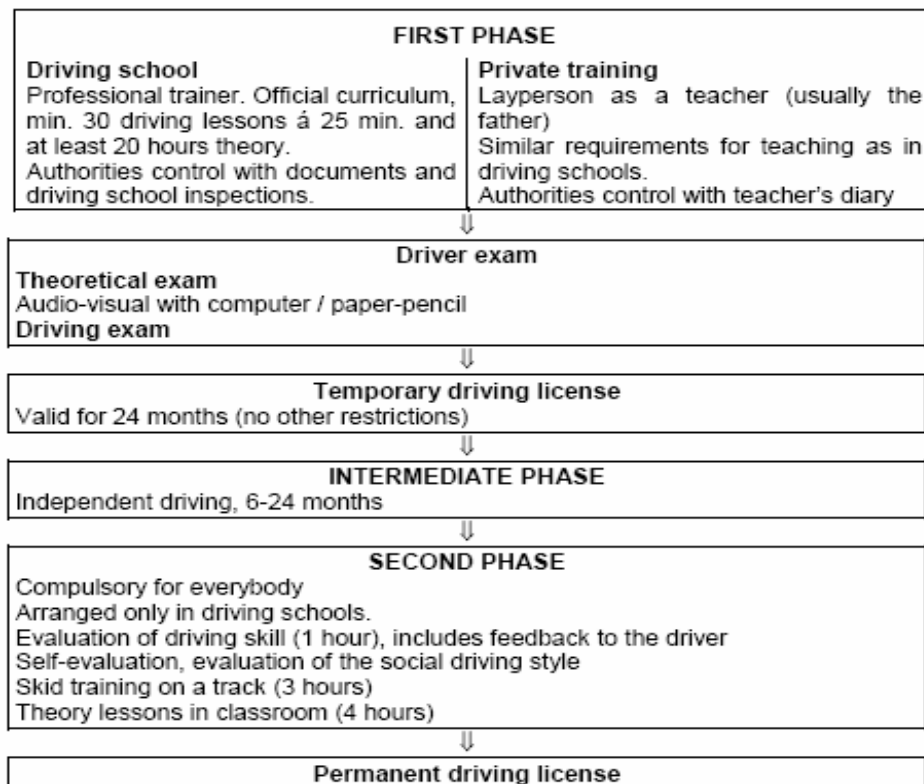 FIRST PHASE
Driving school
Professional trainer. Official curriculum,
min. 30 driving lessons á 25 min. and
at least 20 hours theory.
Authorities control with documents and
driving school inspections.
Private training
Layperson as a teacher (usually the
father)
Similar requirements for teaching as in
driving schools.
Authorities control with teacher's diary
⇓
Driver exam
Theoretical exam
Audio-visual with computer / paper-pencil
Driving exam
⇓
Temporary driving license
Valid for 24 months (no other restrictions)
⇓
INTERMEDIATE PHASE
Independent driving, 6-24 months
⇓
SECOND PHASE
Compulsory for everybody
Arranged only in driving schools.
Evaluation of driving skill (1 hour), includes feedback to the driver
Self-evaluation, evaluation of the social driving style
Skid training on a track (3 hours)
Theory lessons in classroom (4 hours)
⇓
Permanent driving license